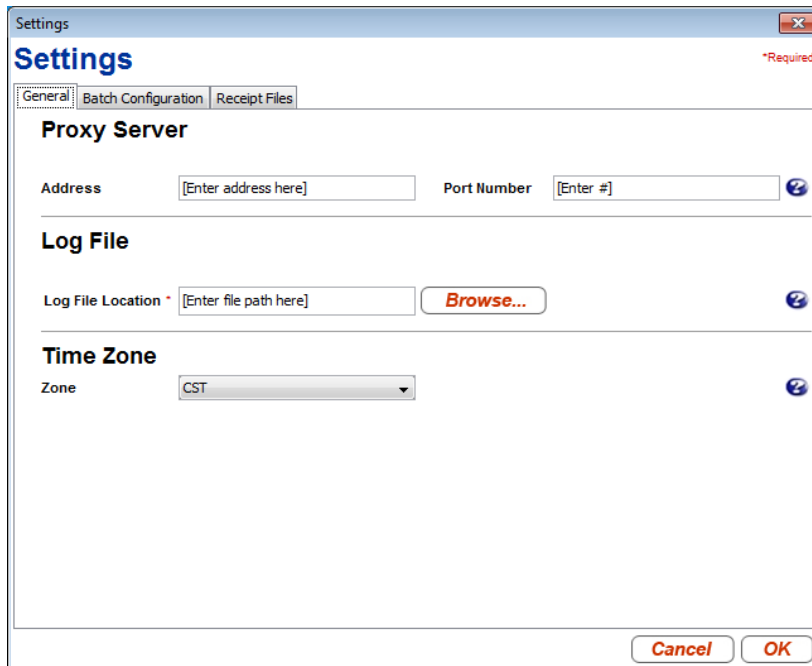 Settings
Settings
*Required
General Batch Configuration Receipt Files
Proxy Server
Address [Enter address here] Port Number [Enter #] ?
Log File
Log File Location * [Enter file path here] Browse... ?
Time Zone
Zone CST ?
Cancel OK